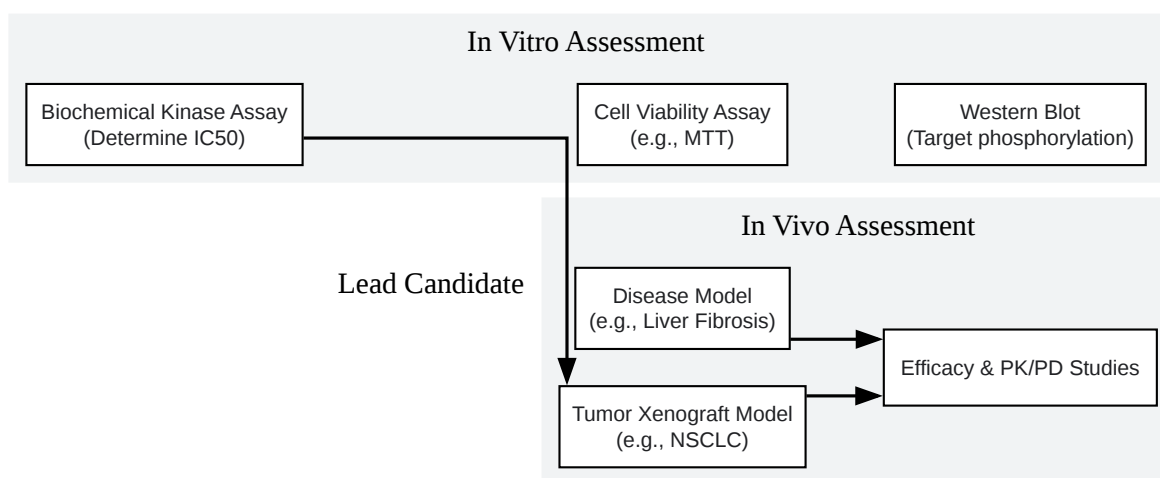 In Vitro Assessment
Biochemical Kinase Assay
(Determine IC50)
Cell Viability Assay
(e.g., MTT)
Western Blot
(Target phosphorylation)
In Vivo Assessment
Lead Candidate
Disease Model
(e.g., Liver Fibrosis)
Efficacy & PK/PD Studies
Tumor Xenograft Model
(e.g., NSCLC)